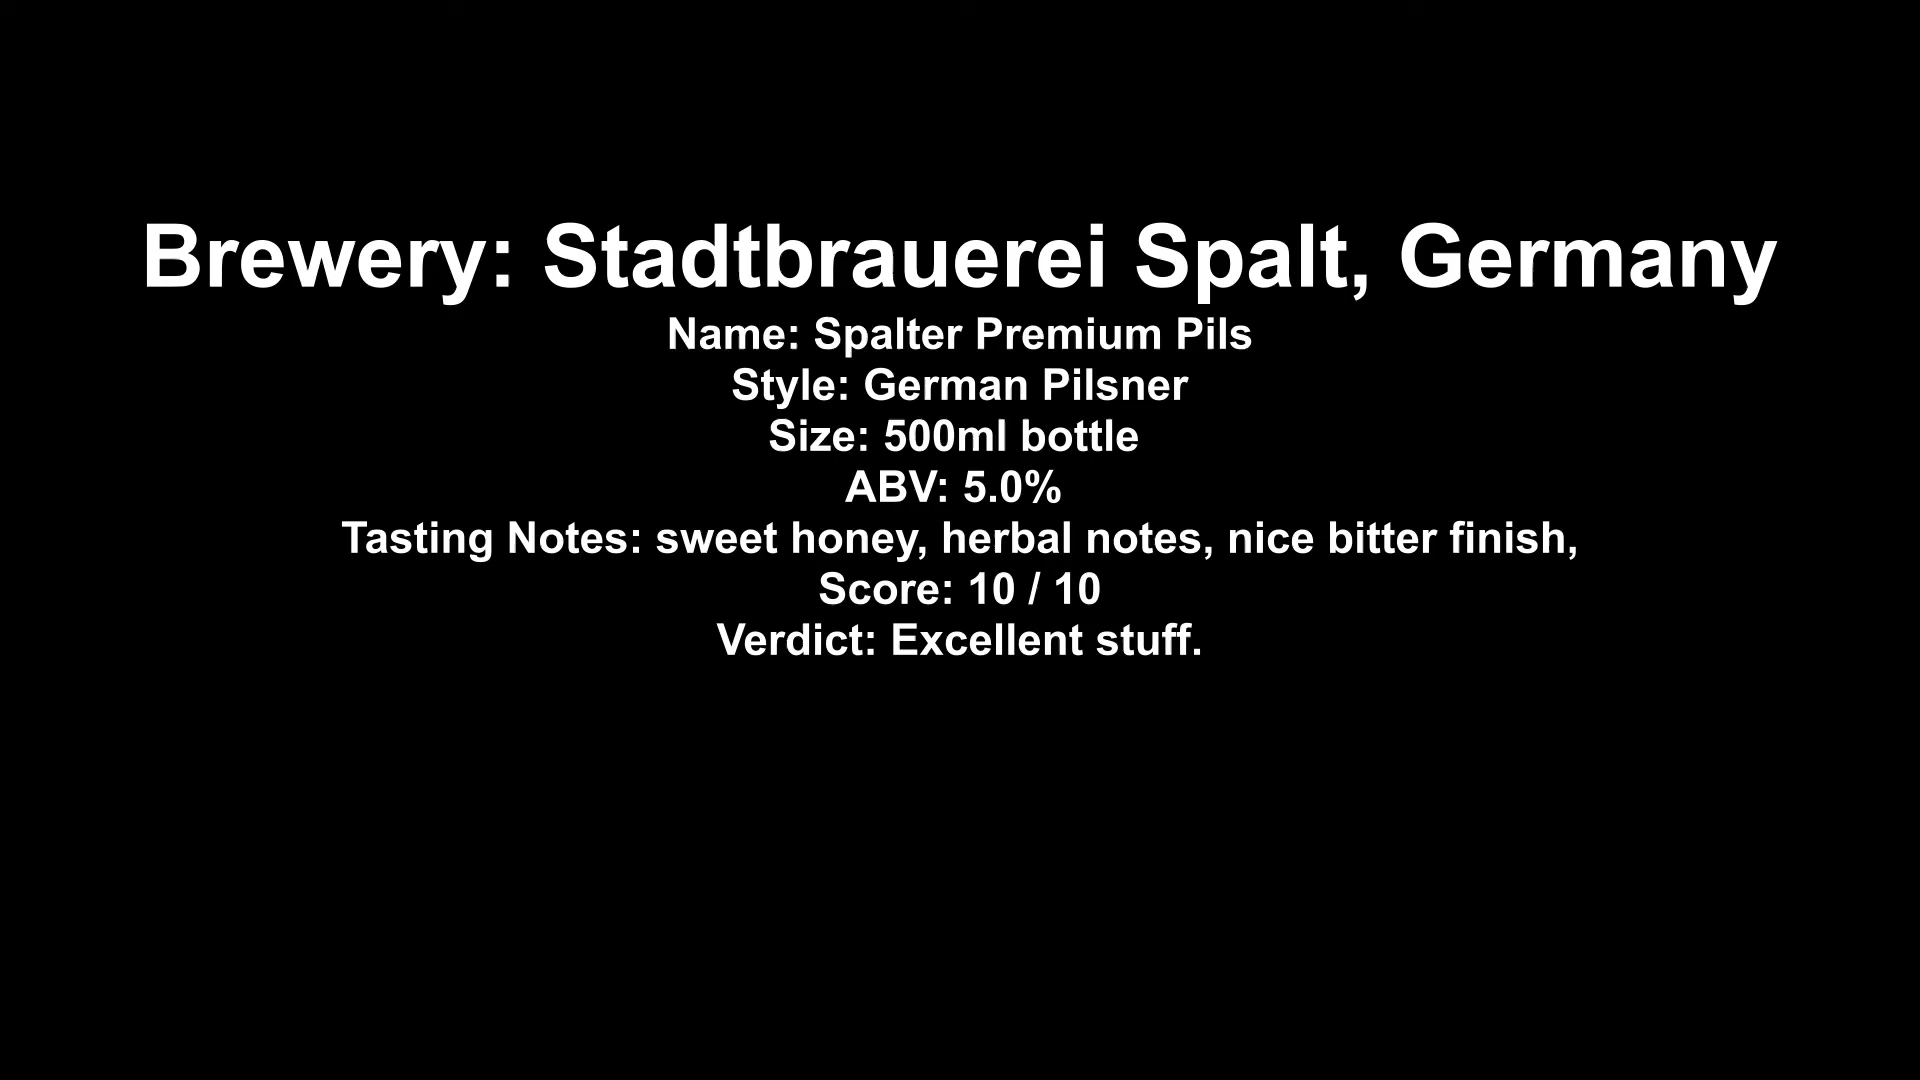 Brewery: Stadtbrauerei Spalt, Germany
Name: Spalter Premium Pils
Style: German Pilsner
Size: 500ml bottle
ABV: 5.0%
Tasting Notes: sweet honey, herbal notes, nice bitter finish,
Score: 10 / 10
Verdict: Excellent stuff.